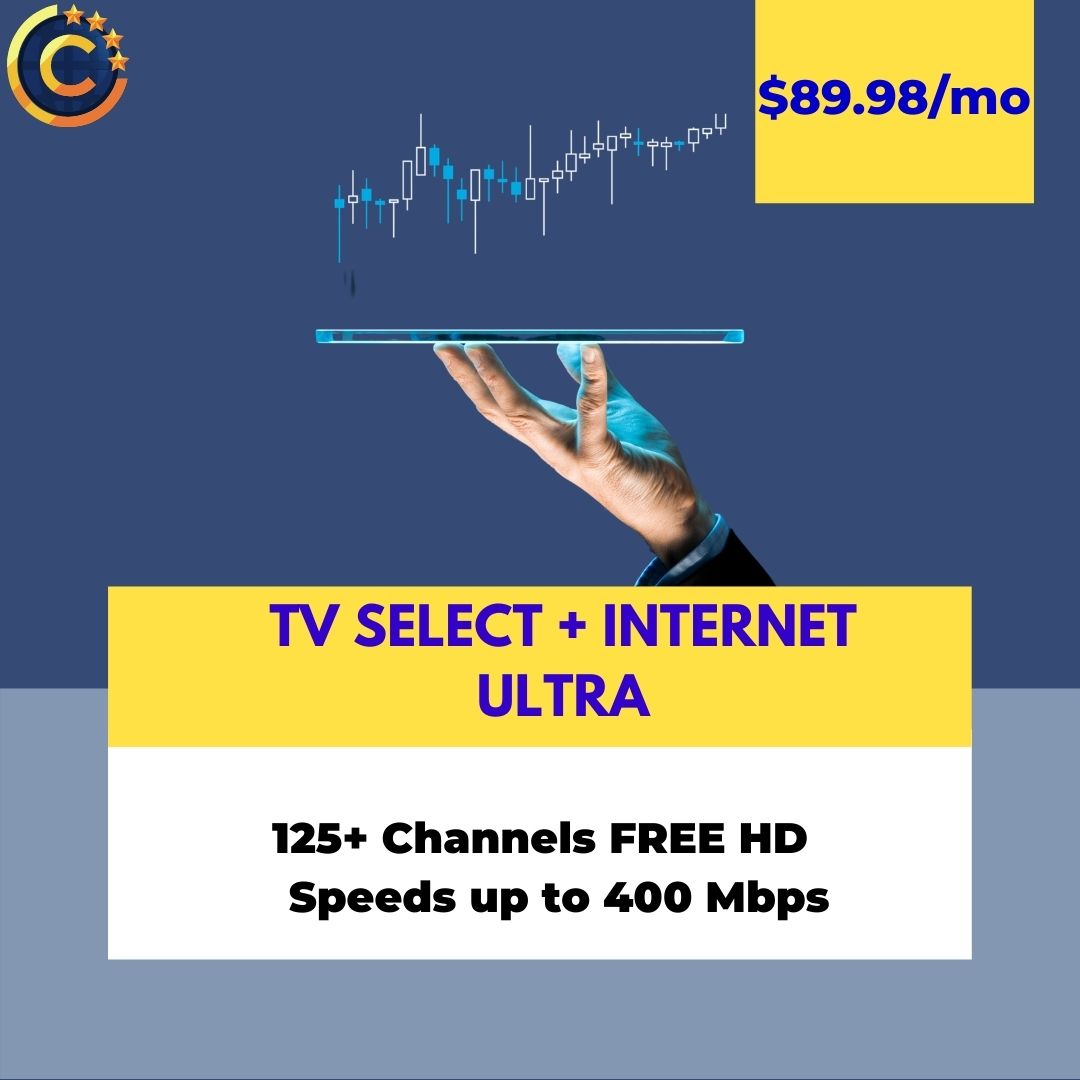 C
$89.98/mo
TV SELECT + INTERNET
ULTRA
125+ Channels FREE HD
Speeds up to 400 Mbps